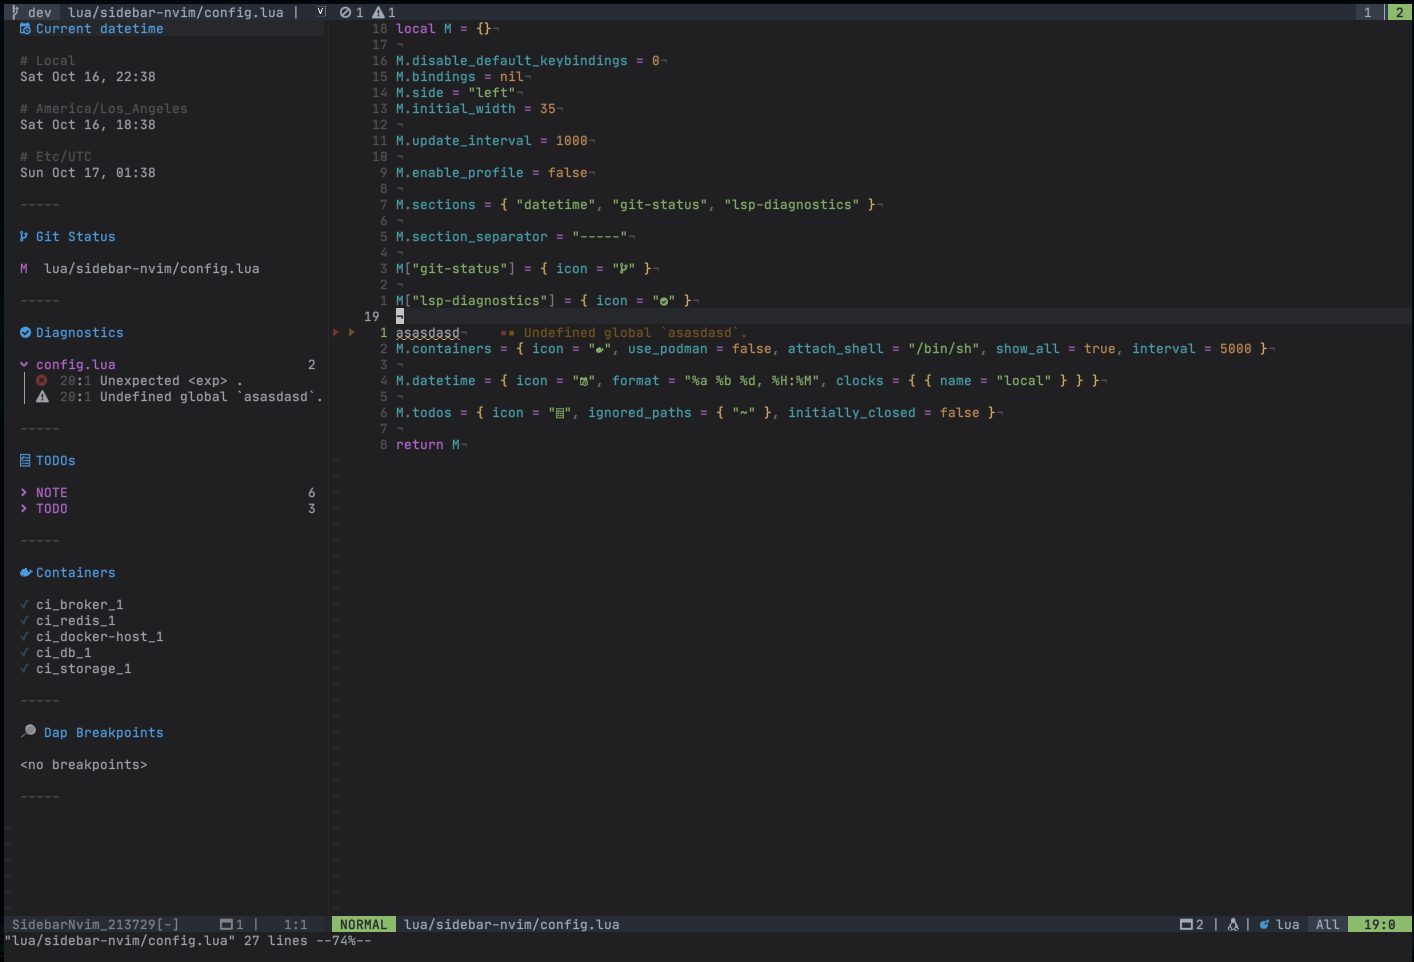 dev lua/sidebar-nvim/config.lua | V 1 1 1 2
Current datetime
# Local
Sat Oct 16, 22:38
# America/Los_Angeles
Sat Oct 16, 18:38
# Etc/UTC
Sun Oct 17, 01:38
-----
Git Status
M lua/sidebar-nvim/config.lua
-----
Diagnostics
config.lua 2
20:1 Unexpected <exp> .
20:1 Undefined global `asasdasd`.
-----
TODOs
> NOTE 6
> TODO 3
-----
Containers
✓ ci_broker_1
✓ ci_redis_1
✓ ci_docker-host_1
✓ ci_db_1
✓ ci_storage_1
-----
Dap Breakpoints
<no breakpoints>
-----
18 local M = {}¬
17 ¬
16 M.disable_default_keybindings = 0¬
15 M.bindings = nil¬
14 M.side = "left"¬
13 M.initial_width = 35¬
12 ¬
11 M.update_interval = 1000¬
10 ¬
9 M.enable_profile = false¬
8 ¬
7 M.sections = { "datetime", "git-status", "lsp-diagnostics" }¬
6 ¬
5 M.section_separator = "-----"¬
4 ¬
3 M["git-status"] = { icon = "" }¬
2 ¬
1 M["lsp-diagnostics"] = { icon = "" }¬
19 ¬
1 asasdasd¬ ▪▪ Undefined global `asasdasd`.
2 M.containers = { icon = "", use_podman = false, attach_shell = "/bin/sh", show_all = true, interval = 5000 }¬
3 ¬
4 M.datetime = { icon = "", format = "%a %b %d, %H:%M", clocks = { { name = "local" } } }¬
5 ¬
6 M.todos = { icon = "", ignored_paths = { "~" }, initially_closed = false }¬
7 ¬
8 return M¬
SidebarNvim_213729[-] 1 | 1:1
NORMAL lua/sidebar-nvim/config.lua 2 | | lua All 19:0
"lua/sidebar-nvim/config.lua" 27 lines --74%--